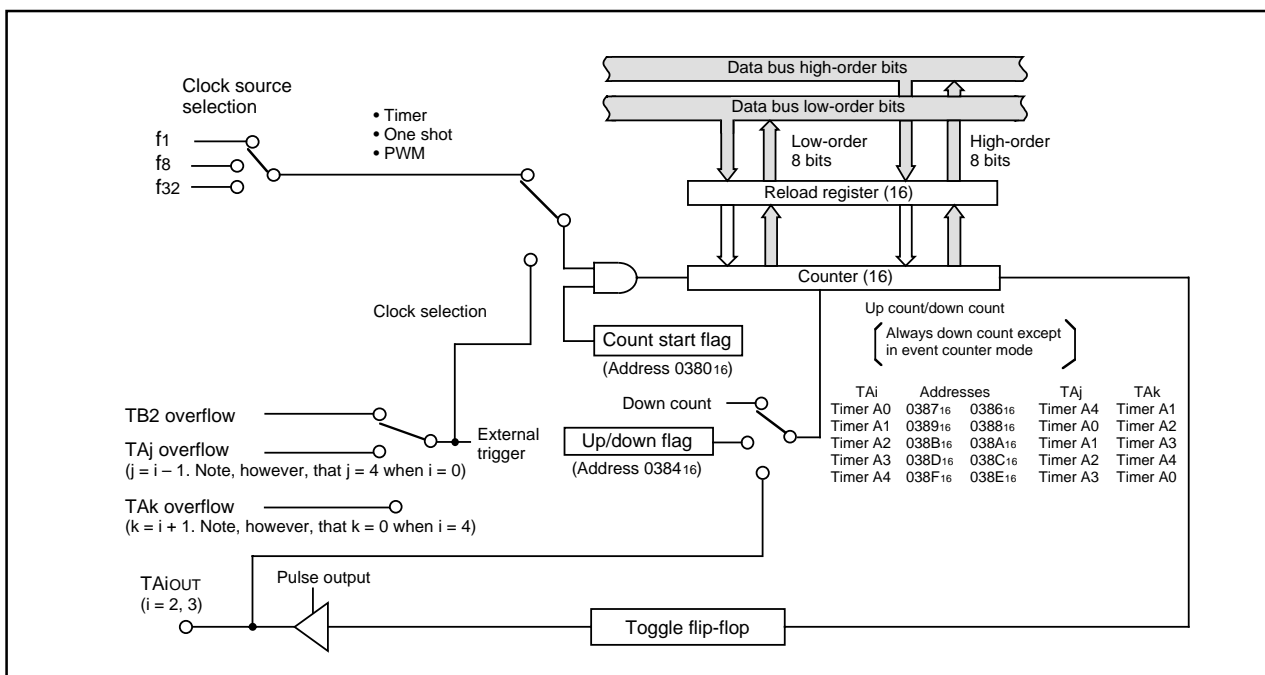 Data bus high-order bits
Data bus low-order bits
Clock source
selection
• Timer
• One shot
• PWM
f1
f8
f32
Low-order
8 bits
High-order
8 bits
Reload register (16)
Counter (16)
Clock selection
Up count/down count
Always down count except
in event counter mode
Count start flag
(Address 038016)
TB2 overflow
TAj overflow
(j = i – 1. Note, however, that j = 4 when i = 0)
External
trigger
TAk overflow
(k = i + 1. Note, however, that k = 0 when i = 4)
Down count
Up/down flag
(Address 038416)
TAi Addresses TAj TAk
Timer A0 038716 038616 Timer A4 Timer A1
Timer A1 038916 038816 Timer A0 Timer A2
Timer A2 038B16 038A16 Timer A1 Timer A3
Timer A3 038D16 038C16 Timer A2 Timer A4
Timer A4 038F16 038E16 Timer A3 Timer A0
TAiOUT
(i = 2, 3)
Pulse output
Toggle flip-flop